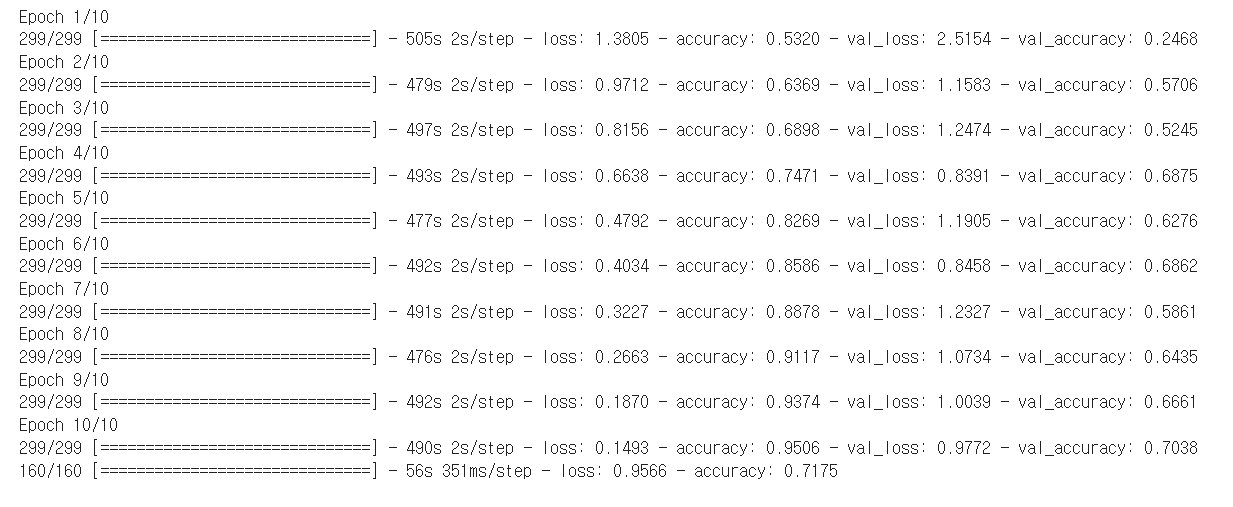 Epoch 1/10
299/299 [==============================] - 505s 2s/step - loss: 1.3805 - accuracy: 0.5320 - val_loss: 2.5154 - val_accuracy: 0.2468
Epoch 2/10
299/299 [==============================] - 479s 2s/step - loss: 0.9712 - accuracy: 0.6369 - val_loss: 1.1583 - val_accuracy: 0.5706
Epoch 3/10
299/299 [==============================] - 497s 2s/step - loss: 0.8156 - accuracy: 0.6898 - val_loss: 1.2474 - val_accuracy: 0.5245
Epoch 4/10
299/299 [==============================] - 493s 2s/step - loss: 0.6638 - accuracy: 0.7471 - val_loss: 0.8391 - val_accuracy: 0.6875
Epoch 5/10
299/299 [==============================] - 477s 2s/step - loss: 0.4792 - accuracy: 0.8269 - val_loss: 1.1905 - val_accuracy: 0.6276
Epoch 6/10
299/299 [==============================] - 492s 2s/step - loss: 0.4034 - accuracy: 0.8586 - val_loss: 0.8458 - val_accuracy: 0.6862
Epoch 7/10
299/299 [==============================] - 491s 2s/step - loss: 0.3227 - accuracy: 0.8878 - val_loss: 1.2327 - val_accuracy: 0.5861
Epoch 8/10
299/299 [==============================] - 476s 2s/step - loss: 0.2663 - accuracy: 0.9117 - val_loss: 1.0734 - val_accuracy: 0.6435
Epoch 9/10
299/299 [==============================] - 492s 2s/step - loss: 0.1870 - accuracy: 0.9374 - val_loss: 1.0039 - val_accuracy: 0.6661
Epoch 10/10
299/299 [==============================] - 490s 2s/step - loss: 0.1493 - accuracy: 0.9506 - val_loss: 0.9772 - val_accuracy: 0.7038
160/160 [==============================] - 56s 351ms/step - loss: 0.9566 - accuracy: 0.7175